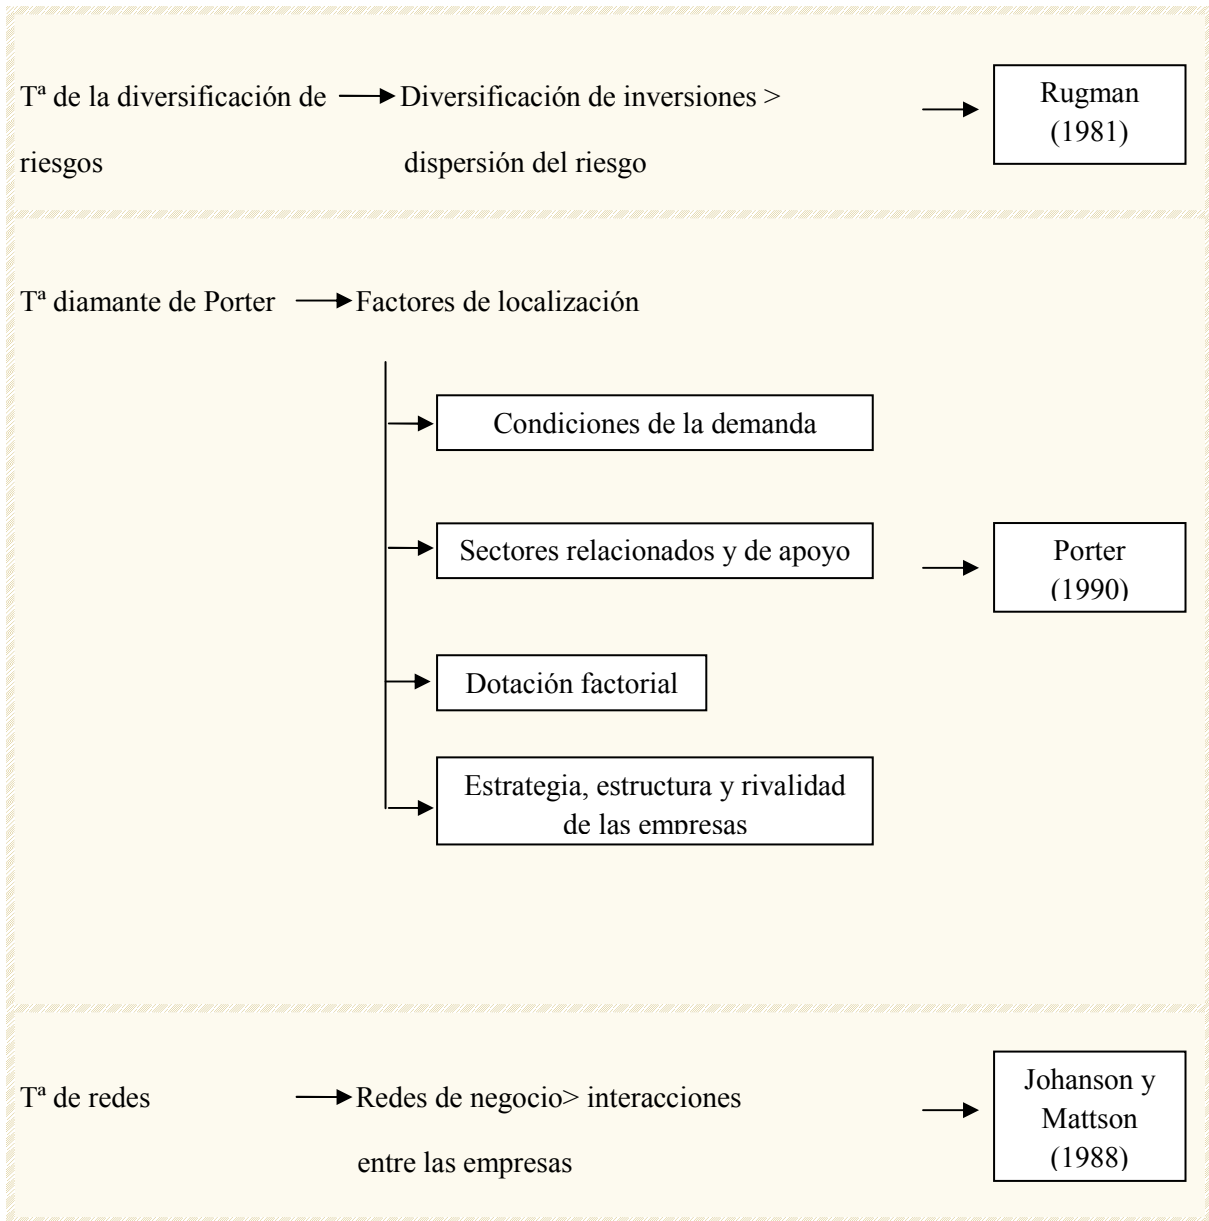 Tª de la diversificación de
riesgos
Diversificación de inversiones >
dispersión del riesgo
Rugman
(1981)
Tª diamante de Porter
Factores de localización
Condiciones de la demanda
Sectores relacionados y de apoyo
Porter
(1990)
Dotación factorial
Estrategia, estructura y rivalidad
de las empresas
Tª de redes
Redes de negocio> interacciones
entre las empresas
Johanson y
Mattson
(1988)